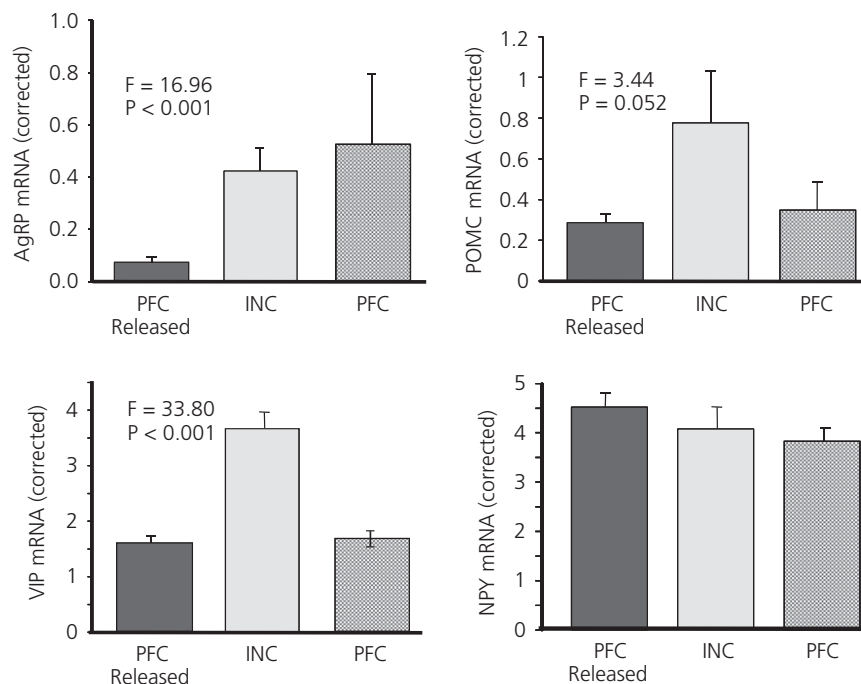 AgRP mRNA (corrected)
1.0
0.8
0.6
0.4
0.2
0.0
F = 16.96
P < 0.001
PFC
Released
INC
PFC
POMC mRNA (corrected)
1.2
1
0.8
0.6
0.4
0.2
0
F = 3.44
P = 0.052
PFC
Released
INC
PFC
VIP mRNA (corrected)
4
3
2
1
0
F = 33.80
P < 0.001
PFC
Released
INC
PFC
NPY mRNA (corrected)
5
4
3
2
1
0
PFC
Released
INC
PFC